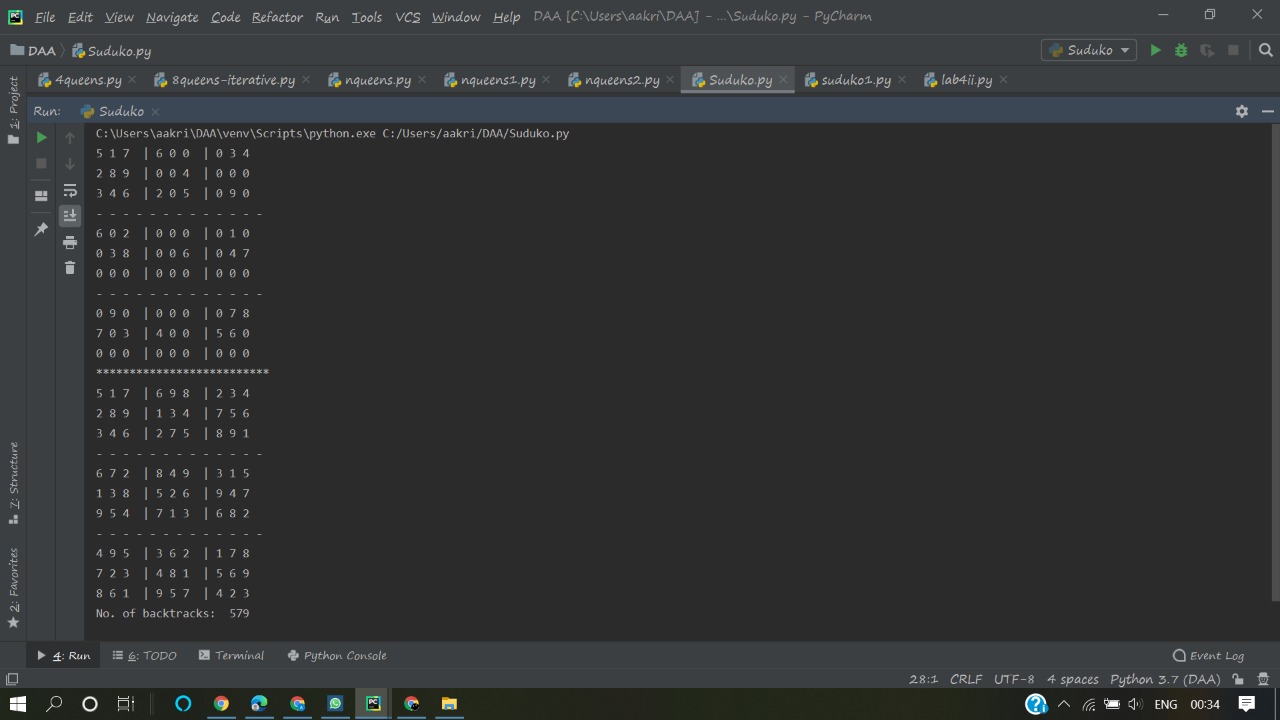 PC File Edit View Navigate Code Refactor Run Tools VCS Window Help DAA [C:\Users\aakri\DAA] - ...\Suduko.py - PyCharm
DAA Suduko.py Suduko
4queens.py 8queens-iterative.py nqueens.py nqueens1.py nqueens2.py Suduko.py suduko1.py lab4ii.py
1: Project
Run: Suduko
C:\Users\aakri\DAA\venv\Scripts\python.exe C:/Users/aakri/DAA/Suduko.py
5 1 7 | 6 0 0 | 0 3 4
2 8 9 | 0 0 4 | 0 0 0
3 4 6 | 2 0 5 | 0 9 0
- - - - - - - - - - - - -
6 0 2 | 0 0 0 | 0 1 0
0 3 8 | 0 0 6 | 0 4 7
0 0 0 | 0 0 0 | 0 0 0
- - - - - - - - - - - - -
0 9 0 | 0 0 0 | 0 7 8
7 0 3 | 4 0 0 | 5 6 0
0 0 0 | 0 0 0 | 0 0 0
**************************
5 1 7 | 6 9 8 | 2 3 4
2 8 9 | 1 3 4 | 7 5 6
3 4 6 | 2 7 5 | 8 9 1
- - - - - - - - - - - - -
6 7 2 | 8 4 9 | 3 1 5
1 3 8 | 5 2 6 | 9 4 7
9 5 4 | 7 1 3 | 6 8 2
- - - - - - - - - - - - -
4 9 5 | 3 6 2 | 1 7 8
7 2 3 | 4 8 1 | 5 6 9
8 6 1 | 9 5 7 | 4 2 3
No. of backtracks:  579
Z: Structure
2: Favorites
4: Run 6: TODO Terminal Python Console Event Log
28:1 CRLF UTF-8 4 spaces Python 3.7 (DAA)
PC ENG 00:34